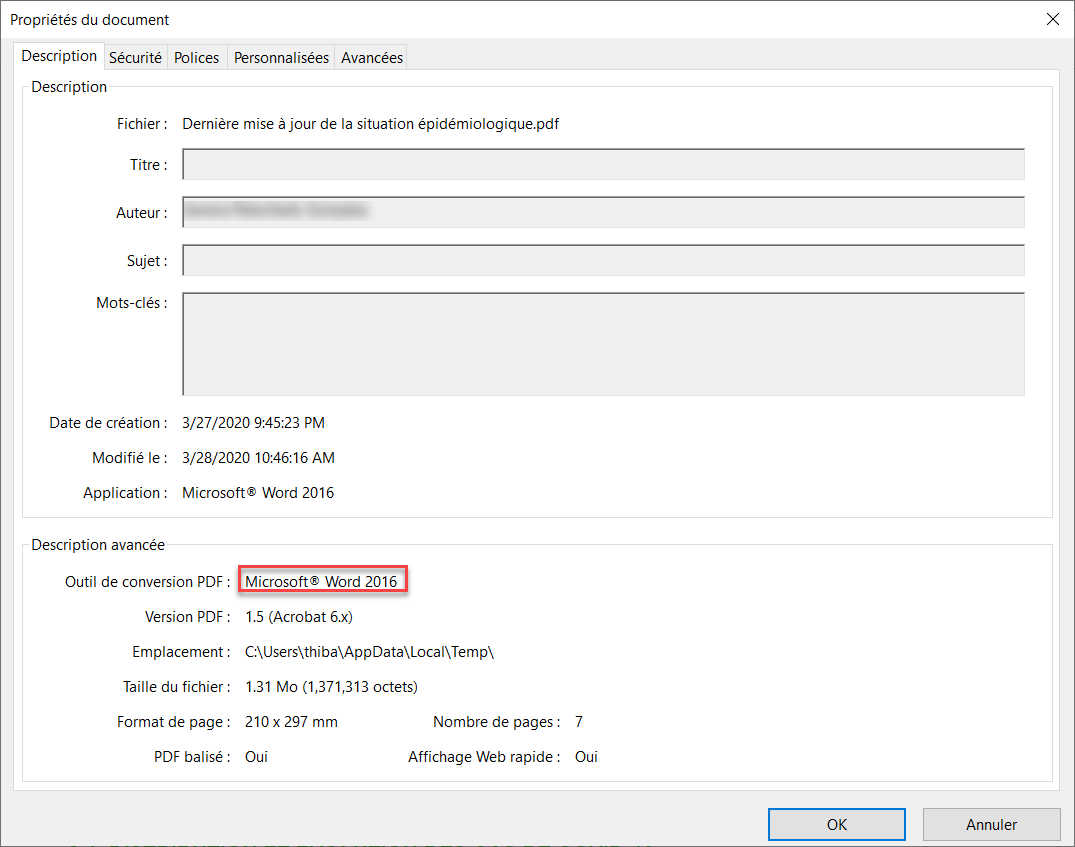 Propriétés du document
Description Sécurité Polices Personnalisées Avancées
Description
Fichier : Dernière mise à jour de la situation épidémiologique.pdf
Titre :
Auteur :
Sujet :
Mots-clés :
Date de création : 3/27/2020 9:45:23 PM
Modifié le : 3/28/2020 10:46:16 AM
Application : Microsoft® Word 2016
Description avancée
Outil de conversion PDF : Microsoft® Word 2016
Version PDF : 1.5 (Acrobat 6.x)
Emplacement : C:\Users\thiba\AppData\Local\Temp\
Taille du fichier : 1.31 Mo (1,371,313 octets)
Format de page : 210 x 297 mm Nombre de pages : 7
PDF balisé : Oui Affichage Web rapide : Oui
OK Annuler